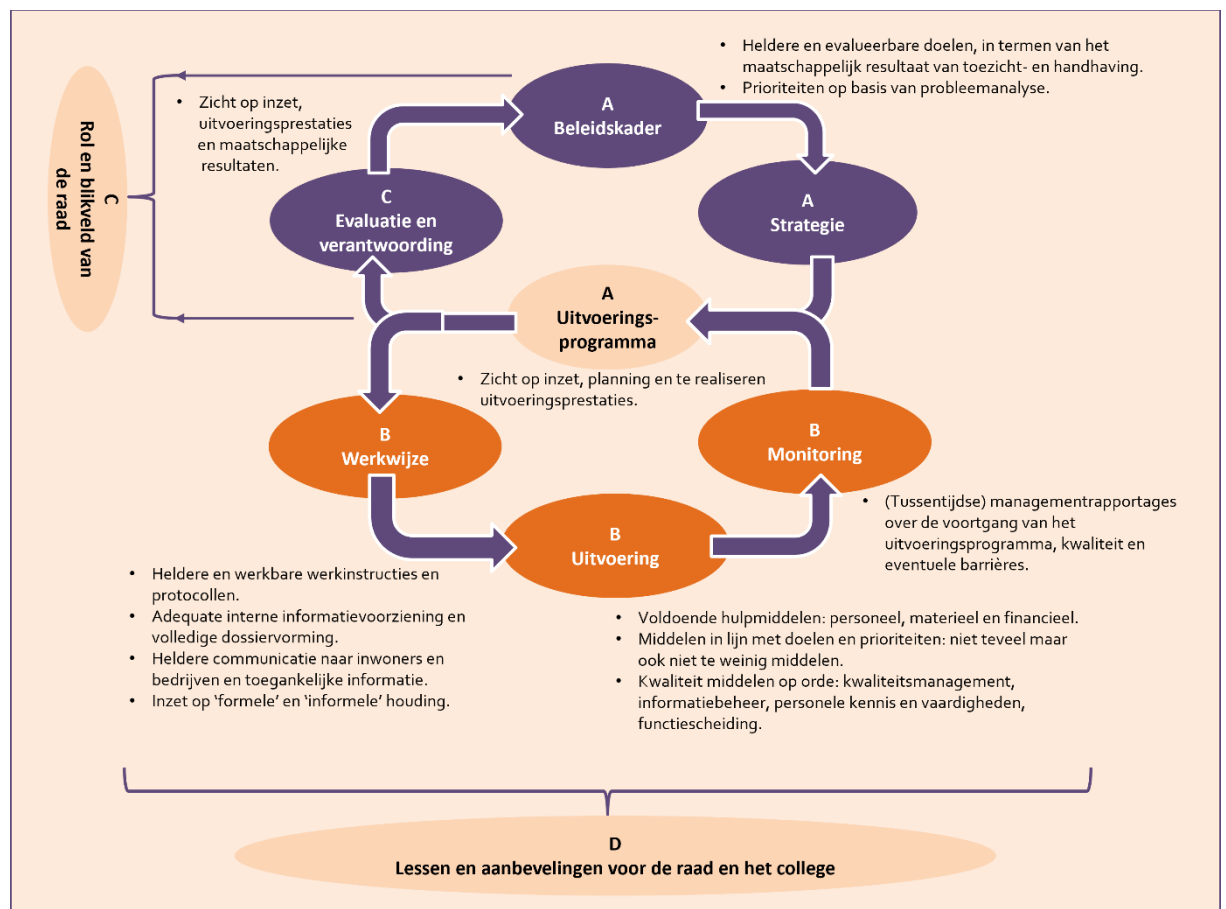 • Heldere en evalueerbare doelen, in termen van het
maatschappelijk resultaat van toezicht- en handhaving.
• Prioriteiten op basis van probleemanalyse.
A
Beleidskader
• Zicht op inzet,
uitvoeringsprestaties
en maatschappelijke
resultaten.
C
Rol en blikveld van
de raad
C
Evaluatie en
verantwoording
A
Strategie
A
Uitvoerings-
programma
• Zicht op inzet, planning en te realiseren
uitvoeringsprestaties.
B
Werkwijze
B
Monitoring
• (Tussentijdse) managementrapportages
over de voortgang van het
uitvoeringsprogramma, kwaliteit en
eventuele barrières.
B
Uitvoering
• Heldere en werkbare werkinstructies en
protocollen.
• Adequate interne informatievoorziening en
volledige dossiervorming.
• Heldere communicatie naar inwoners en
bedrijven en toegankelijke informatie.
• Inzet op ‘formele’ en ‘informele’ houding.
• Voldoende hulpmiddelen: personeel, materieel en financieel.
• Middelen in lijn met doelen en prioriteiten: niet teveel maar
ook niet te weinig middelen.
• Kwaliteit middelen op orde: kwaliteitsmanagement,
informatiebeheer, personele kennis en vaardigheden,
functiescheiding.
D
Lessen en aanbevelingen voor de raad en het college